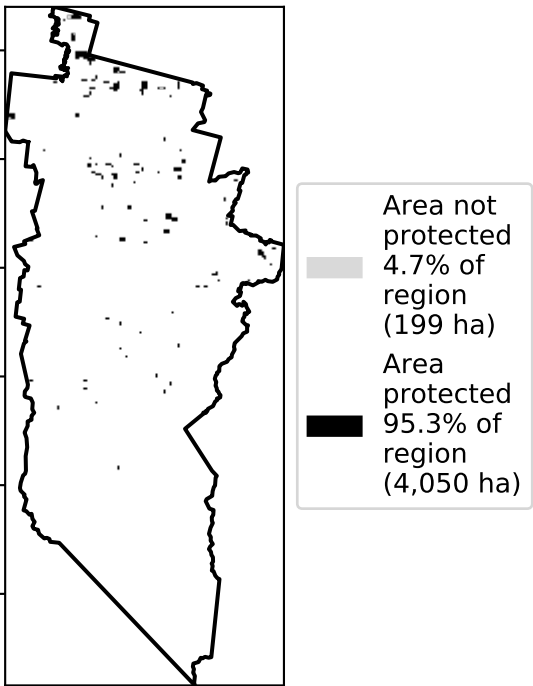 Area not
protected
4.7% of
region
(199 ha)
Area
protected
95.3% of
region
(4,050 ha)